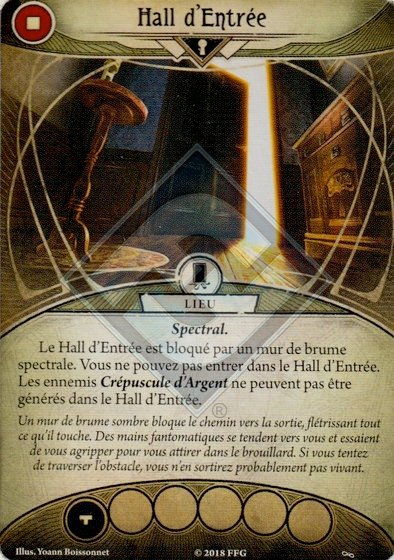 Hall d'Entrée
LIEU
Spectral.
Le Hall d'Entrée est bloqué par un mur de brume
spectrale. Vous ne pouvez pas entrer dans le Hall d'Entrée.
Les ennemis Crépuscule d'Argent ne peuvent pas être
générés dans le Hall d'Entrée.
Un mur de brume sombre bloque le chemin vers la sortie, flétrissant tout
ce qu'il touche. Des mains fantomatiques se tendent vers vous et essaient
de vous agripper pour vous attirer dans le brouillard. Si vous tentez
de traverser l'obstacle, vous n'en sortirez probablement pas vivant.
®
Illus. Yoann Boissonnet
© 2018 FFG